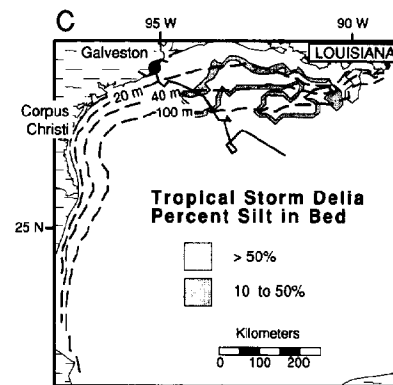 C
95 W
90 W
Galveston
LOUISIANA
20 m
40 m
100 m
Corpus
Christi
Tropical Storm Delia
Percent Silt in Bed
25 N
> 50%
10 to 50%
Kilometers
0 100 200